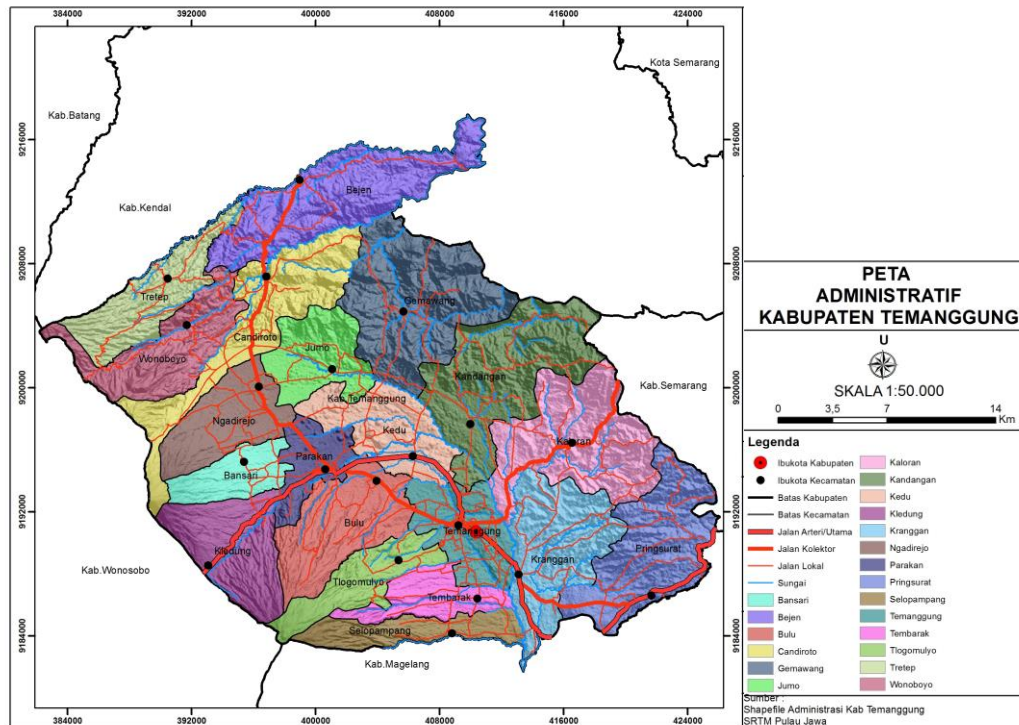 384000 392000 400000 408000 416000 424000
Kota Semarang
Kab.Batang
9216000 9216000
Bejen
Kab.Kendal
9208000 9208000
Tretep
Gemawang
Candiroto
Jumo
Wonoboyo
Kandangan
Kab.Semarang
9200000 9200000
Kab.Temanggung
Ngadirejo
Kedu
Kaloran
Parakan
Bansari
9192000 9192000
Bulu
Temanggung
Kledung
Kranggan
Pringsurat
Kab.Wonosobo
Tlogomulyo
Tembarak
Selopampang
9184000 9184000
Kab.Magelang
384000 392000 400000 408000 416000 424000
PETA
ADMINISTRATIF
KABUPATEN TEMANGGUNG
U
SKALA 1:50.000
0 3,5 7 14
Km
Legenda
Ibukota Kabupaten
Ibukota Kecamatan
Batas Kabupaten
Batas Kecamatan
Jalan Arteri/Utama
Jalan Kolektor
Jalan Lokal
Sungai
Bansari
Bejen
Bulu
Candiroto
Gemawang
Jumo
Kaloran
Kandangan
Kedu
Kledung
Kranggan
Ngadirejo
Parakan
Pringsurat
Selopampang
Temanggung
Tembarak
Tlogomulyo
Tretep
Wonoboyo
Sumber :
Shapefile Administrasi Kab Temanggung
SRTM Pulau Jawa